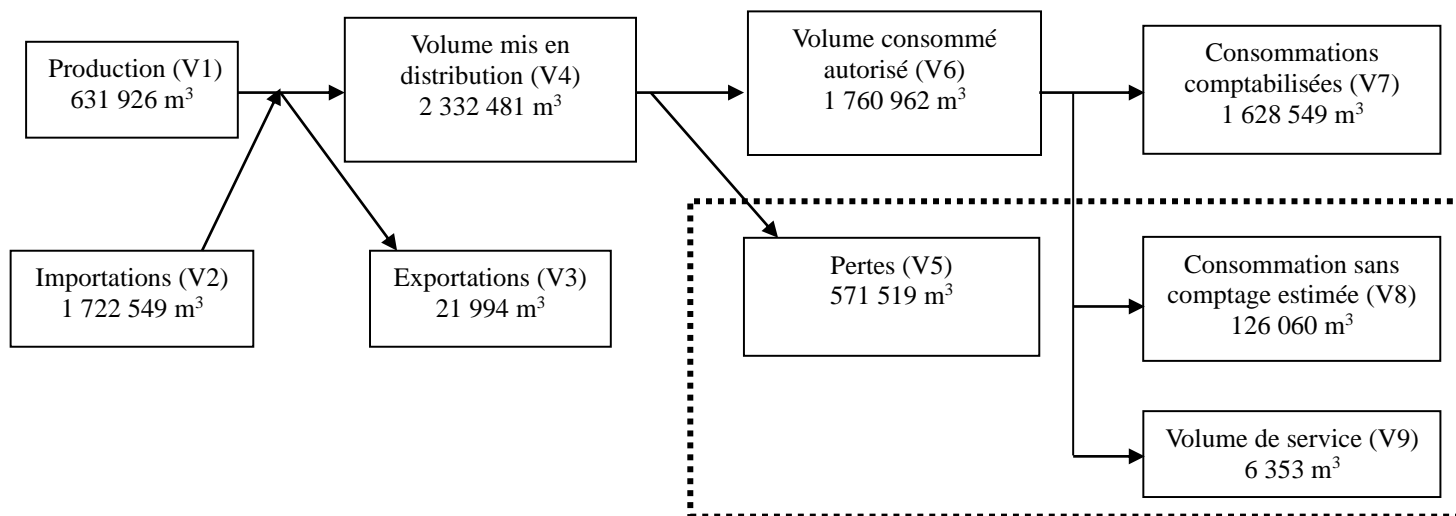 Production (V1)
631 926 m³
Volume mis en
distribution (V4)
2 332 481 m³
Volume consommé
autorisé (V6)
1 760 962 m³
Consommations
comptabilisées (V7)
1 628 549 m³
Importations (V2)
1 722 549 m³
Exportations (V3)
21 994 m³
Pertes (V5)
571 519 m³
Consommation sans
comptage estimée (V8)
126 060 m³
Volume de service (V9)
6 353 m³